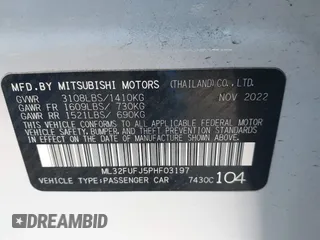 MFD.BY MITSUBISHI MOTORS (THAILAND)CO.,LTD.
GVWR 3108LBS/1410KG NOV 2022
GAWR FR 1609LBS/ 730KG
GAWR RR 1521LBS/ 690KG
THIS VEHICLE CONFORMS TO ALL APPLICABLE
FEDERAL MOTOR VEHICLE SAFETY, BUMPER, AND
THEFT PREVENTION STANDARDS IN EFFECT ON
THE DATE OF MANUFACTURE SHOWN ABOVE.
ML32FUFJ5PHF03197
VEHICLE TYPE:PASSENGER CAR 7430C 104
DEALERSHIP.CC